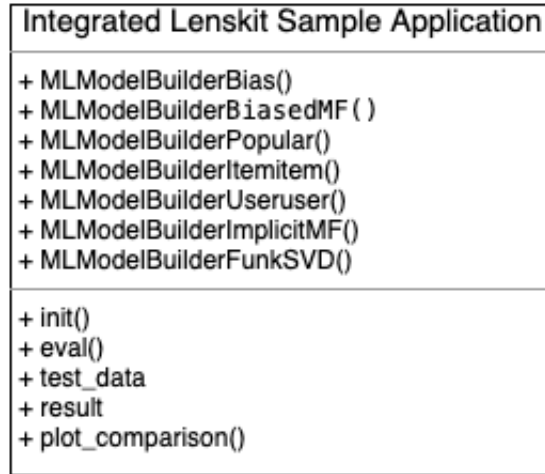 Integrated Lenskit Sample Application
+ MLModelBuilderBias()
+ MLModelBuilderBiasedMF()
+ MLModelBuilderPopular()
+ MLModelBuilderItemitem()
+ MLModelBuilderUseruser()
+ MLModelBuilderImplicitMF()
+ MLModelBuilderFunkSVD()
+ init()
+ eval()
+ test_data
+ result
+ plot_comparison()